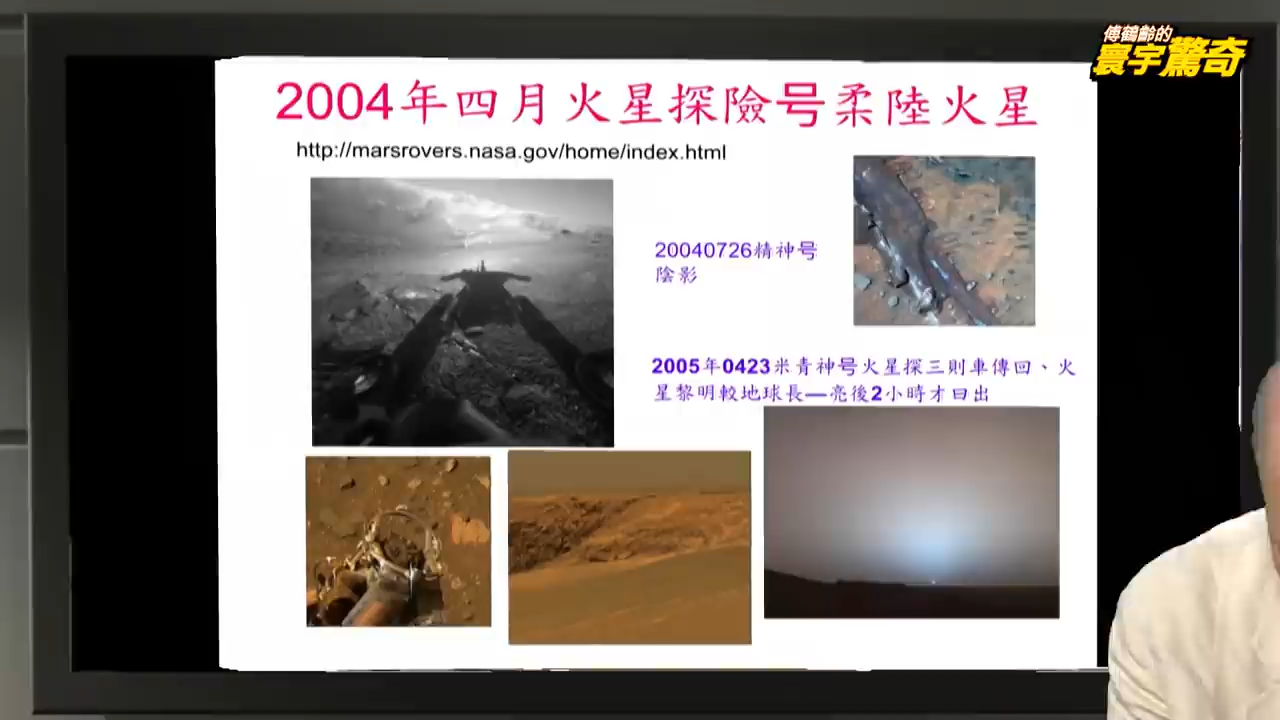 傅鶴齡的
寰宇驚奇
2004年四月火星探險号柔陸火星
http://marsrovers.nasa.gov/home/index.html
20040726精神号
陰影
2005年0423米青神号火星探三則車傳回、火
星黎明較地球長—亮後2小時才曰出